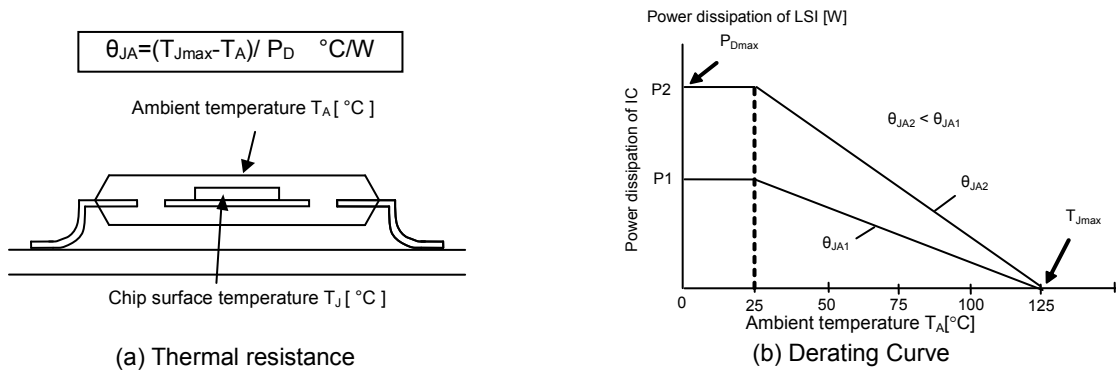 θJA=(TJmax-TA)/ PD °C/W
Ambient temperature TA[ °C ]
Chip surface temperature TJ[ °C ]
(a) Thermal resistance
Power dissipation of LSI [W]
PDmax
P2
θJA2 < θJA1
Power dissipation of IC
P1
θJA2
TJmax
θJA1
0 25 50 75 100 125
Ambient temperature TA[°C]
(b) Derating Curve